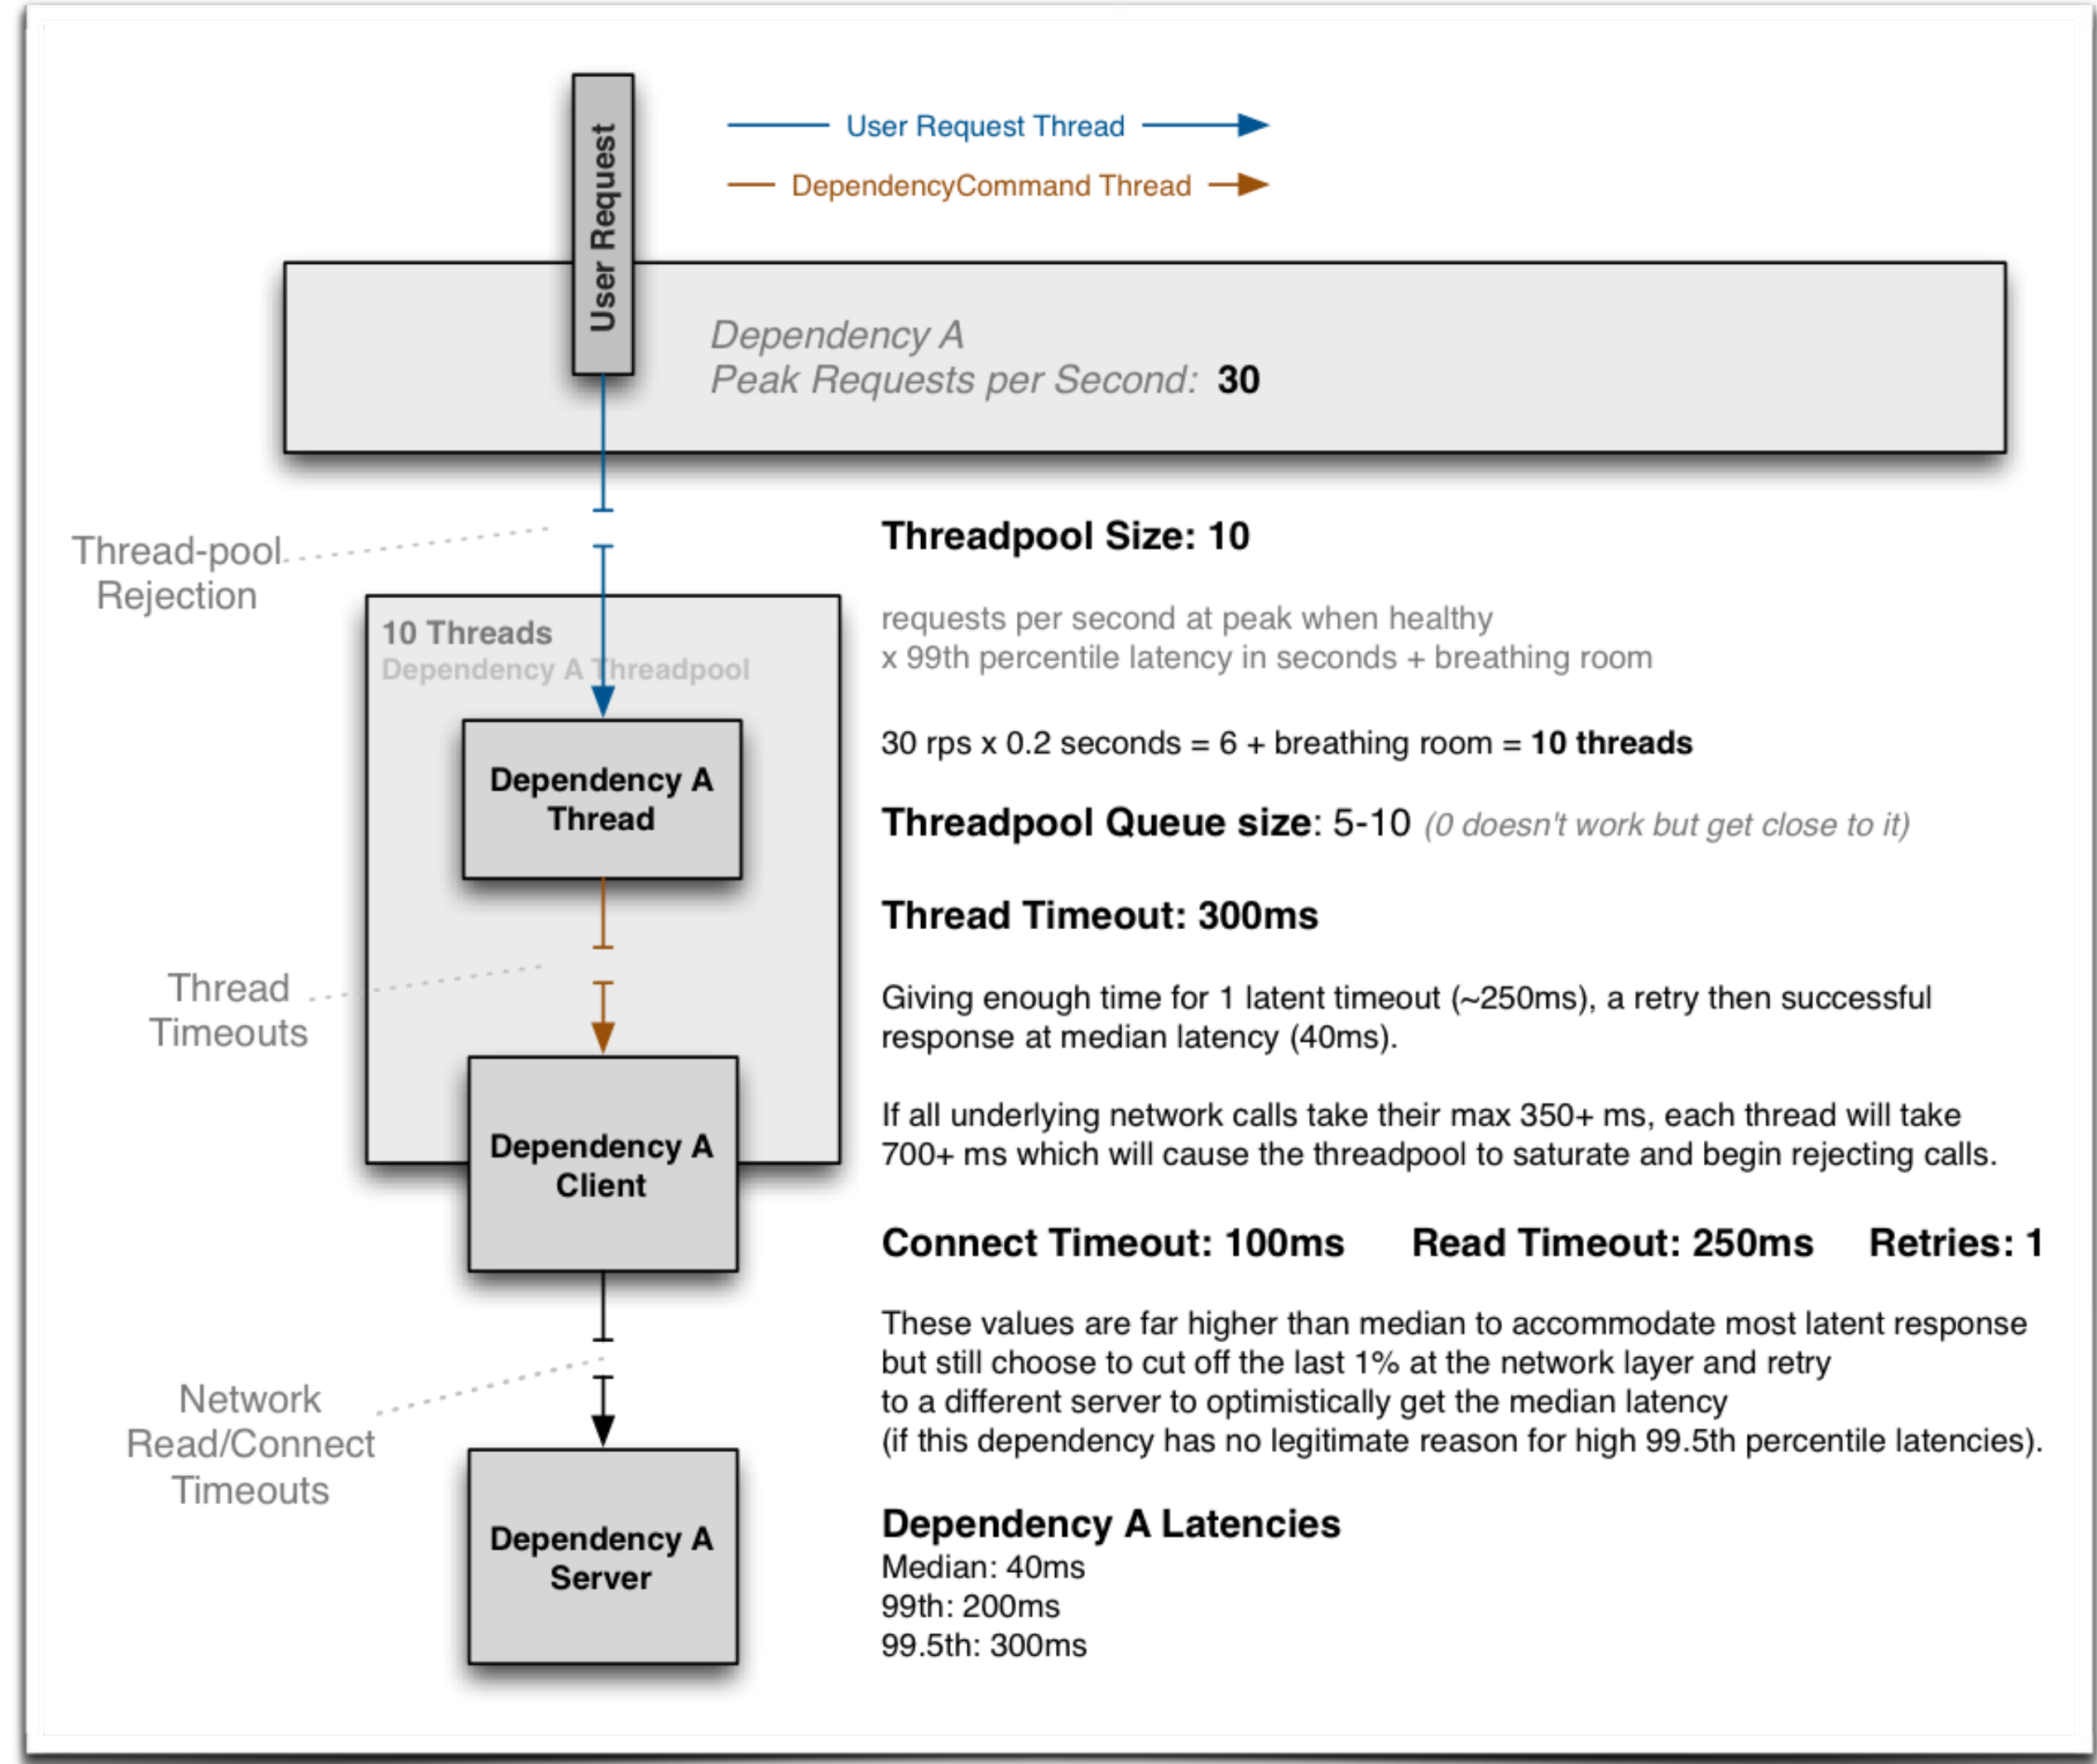 User Request
User Request Thread
DependencyCommand Thread
Dependency A
Peak Requests per Second: 30
Thread-pool
Rejection
10 Threads
Dependency A Threadpool
Dependency A
Thread
Thread
Timeouts
Dependency A
Client
Network
Read/Connect
Timeouts
Dependency A
Server
Threadpool Size: 10
requests per second at peak when healthy
x 99th percentile latency in seconds + breathing room
30 rps x 0.2 seconds = 6 + breathing room = 10 threads
Threadpool Queue size: 5-10 (0 doesn't work but get close to it)
Thread Timeout: 300ms
Giving enough time for 1 latent timeout (~250ms), a retry then successful
response at median latency (40ms).
If all underlying network calls take their max 350+ ms, each thread will take
700+ ms which will cause the threadpool to saturate and begin rejecting calls.
Connect Timeout: 100ms Read Timeout: 250ms Retries: 1
These values are far higher than median to accommodate most latent response
but still choose to cut off the last 1% at the network layer and retry
to a different server to optimistically get the median latency
(if this dependency has no legitimate reason for high 99.5th percentile latencies).
Dependency A Latencies
Median: 40ms
99th: 200ms
99.5th: 300ms